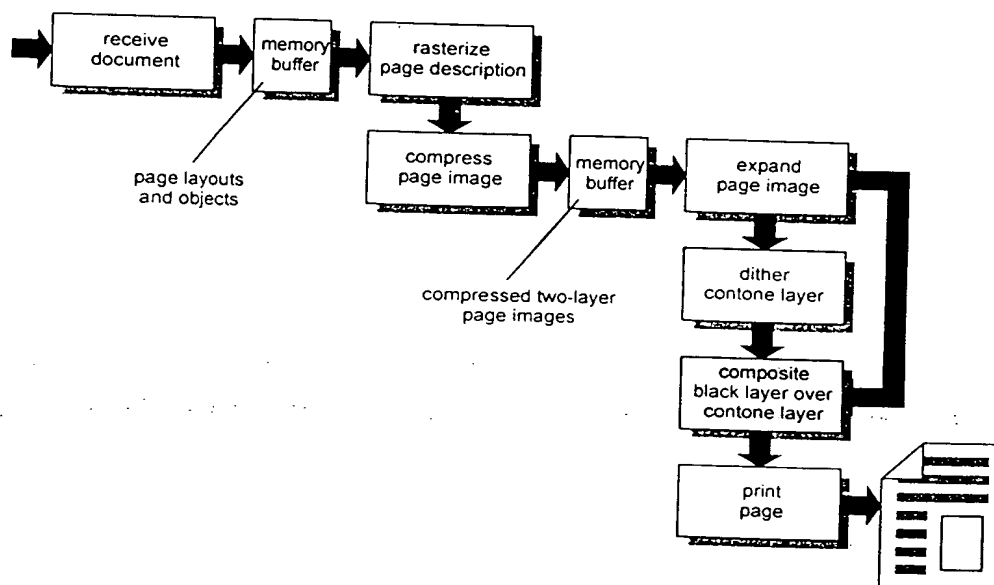 receive
document
memory
buffer
rasterize
page description
page layouts
and objects
compress
page image
memory
buffer
expand
page image
compressed two-layer
page images
dither
contone layer
composite
black layer over
contone layer
print
page